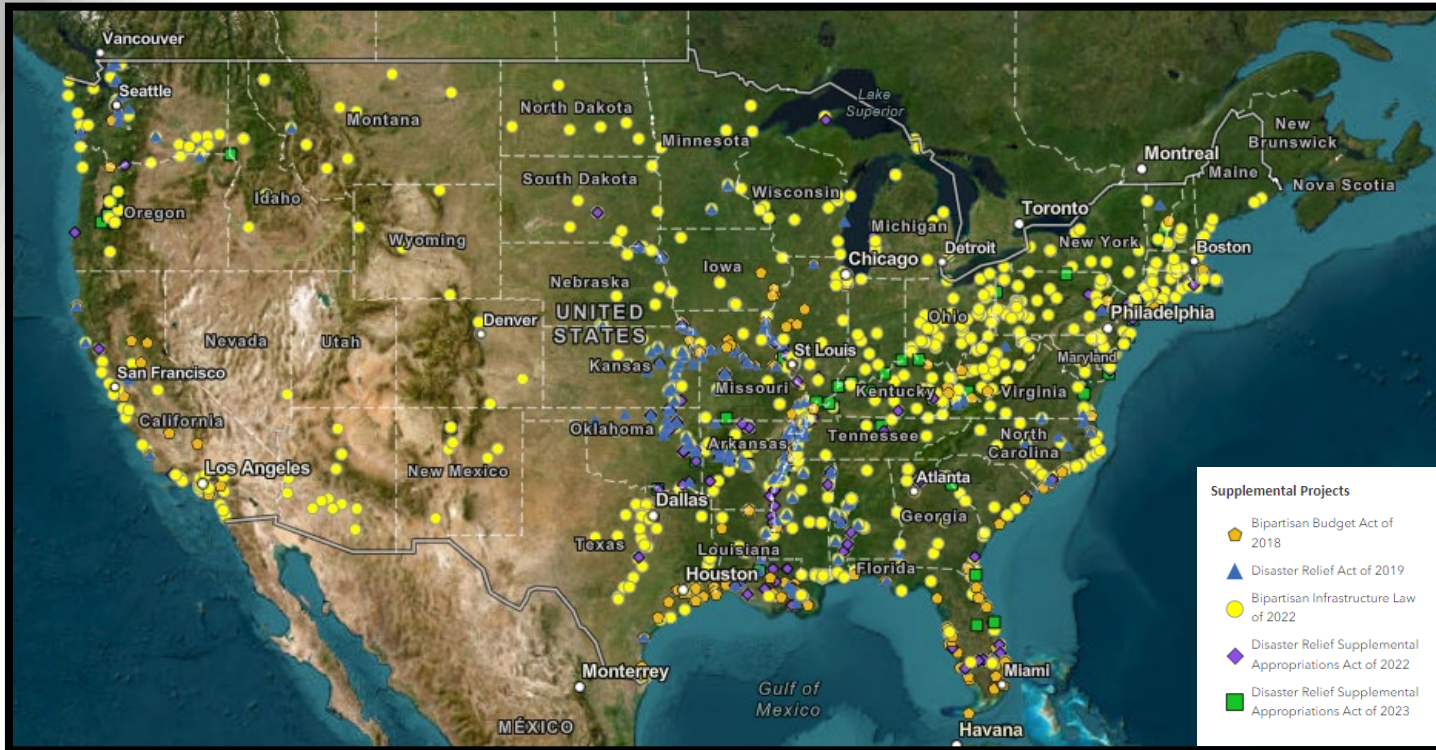 Vancouver
Seattle
Montana
North Dakota
Minnesota
Lake
Superior
Montreal
New
Brunswick
Maine
Nova Scotia
Oregon
Idaho
South Dakota
Wisconsin
Toronto
Michigan
New York
Wyoming
Detroit
Boston
Chicago
Iowa
Nebraska
UNITED
STATES
Ohio
Philadelphia
Nevada
Utah
Denver
St Louis
Maryland
San Francisco
Kansas
Missouri
Kentucky
Virginia
California
Oklahoma
Arkansas
Tennessee
North
Carolina
Los Angeles
New Mexico
Atlanta
Dallas
Georgia
Texas
Louisiana
Houston
Florida
Monterrey
Miami
Gulf of
Mexico
MÉXICO
Havana
Supplemental Projects
Bipartisan Budget Act of
2018
Disaster Relief Act of 2019
Bipartisan Infrastructure Law
of 2022
Disaster Relief Supplemental
Appropriations Act of 2022
Disaster Relief Supplemental
Appropriations Act of 2023